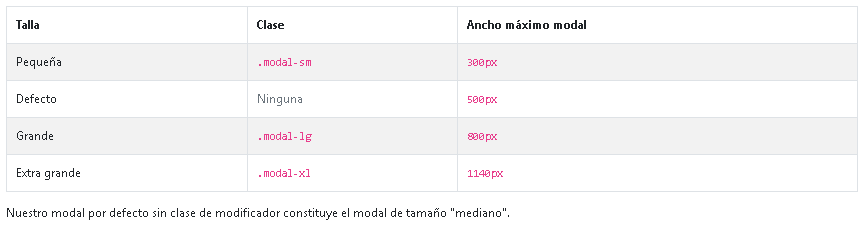 Talla Clase Ancho máximo modal
Pequeña .modal-sm 300px
Defecto Ninguna 500px
Grande .modal-lg 800px
Extra grande .modal-xl 1140px
Nuestro modal por defecto sin clase de modificador constituye el modal de tamaño "mediano".